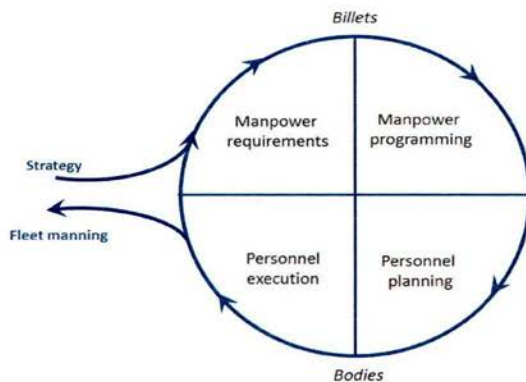 Billets
Manpower
requirements
Manpower
programming
Strategy
Fleet manning
Personnel
execution
Personnel
planning
Bodies